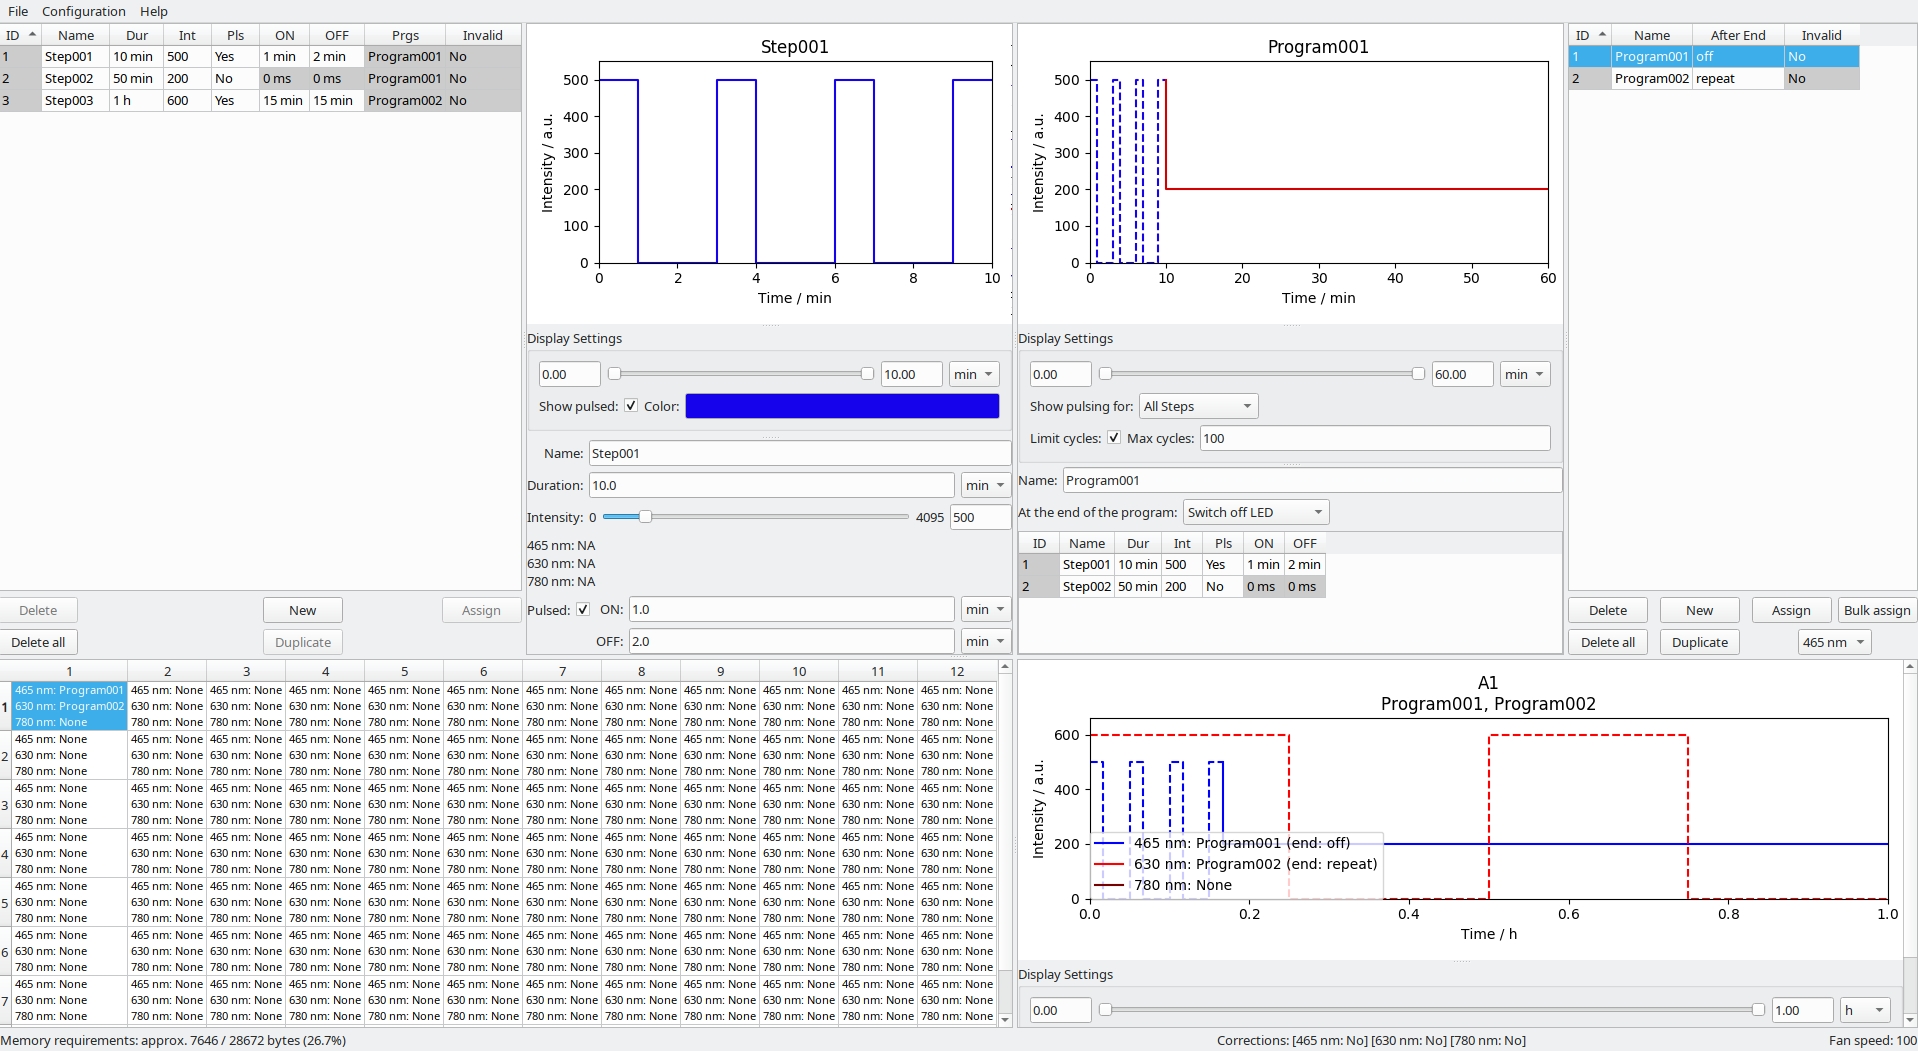 File Configuration Help
ID Name Dur Int Pls ON OFF Prgs Invalid
1 Step001 10 min 500 Yes 1 min 2 min Program001 No
2 Step002 50 min 200 No 0 ms 0 ms Program001 No
3 Step003 1 h 600 Yes 15 min 15 min Program002 No
Delete New Assign
Delete all Duplicate
Step001
500
400
300
200
100
0
Intensity / a.u.
0 2 4 6 8 10
Time / min
Display Settings
0.00 10.00 min
Show pulsed: Color:
Name: Step001
Duration: 10.0 min
Intensity: 0 4095 500
465 nm: NA
630 nm: NA
780 nm: NA
Pulsed: ON: 1.0 min
OFF: 2.0 min
Program001
500
400
300
200
100
0
Intensity / a.u.
0 10 20 30 40 50 60
Time / min
Display Settings
0.00 60.00 min
Show pulsing for: All Steps
Limit cycles: Max cycles: 100
Name: Program001
At the end of the program: Switch off LED
ID Name Dur Int Pls ON OFF
1 Step001 10 min 500 Yes 1 min 2 min
2 Step002 50 min 200 No 0 ms 0 ms
ID Name After End Invalid
1 Program001 off No
2 Program002 repeat No
Delete New Assign Bulk assign
Delete all Duplicate 465 nm
1 2 3 4 5 6 7 8 9 10 11 12
465 nm: Program001 465 nm: None 465 nm: None 465 nm: None 465 nm: None 465 nm: None 465 nm: None 465 nm: None 465 nm: None 465 nm: None 465 nm: None 465 nm: None
1 630 nm: Program002 630 nm: None 630 nm: None 630 nm: None 630 nm: None 630 nm: None 630 nm: None 630 nm: None 630 nm: None 630 nm: None 630 nm: None 630 nm: None
780 nm: None 780 nm: None 780 nm: None 780 nm: None 780 nm: None 780 nm: None 780 nm: None 780 nm: None 780 nm: None 780 nm: None 780 nm: None 780 nm: None
465 nm: None 465 nm: None 465 nm: None 465 nm: None 465 nm: None 465 nm: None 465 nm: None 465 nm: None 465 nm: None 465 nm: None 465 nm: None 465 nm: None
2 630 nm: None 630 nm: None 630 nm: None 630 nm: None 630 nm: None 630 nm: None 630 nm: None 630 nm: None 630 nm: None 630 nm: None 630 nm: None 630 nm: None
780 nm: None 780 nm: None 780 nm: None 780 nm: None 780 nm: None 780 nm: None 780 nm: None 780 nm: None 780 nm: None 780 nm: None 780 nm: None 780 nm: None
465 nm: None 465 nm: None 465 nm: None 465 nm: None 465 nm: None 465 nm: None 465 nm: None 465 nm: None 465 nm: None 465 nm: None 465 nm: None 465 nm: None
3 630 nm: None 630 nm: None 630 nm: None 630 nm: None 630 nm: None 630 nm: None 630 nm: None 630 nm: None 630 nm: None 630 nm: None 630 nm: None 630 nm: None
780 nm: None 780 nm: None 780 nm: None 780 nm: None 780 nm: None 780 nm: None 780 nm: None 780 nm: None 780 nm: None 780 nm: None 780 nm: None 780 nm: None
465 nm: None 465 nm: None 465 nm: None 465 nm: None 465 nm: None 465 nm: None 465 nm: None 465 nm: None 465 nm: None 465 nm: None 465 nm: None 465 nm: None
4 630 nm: None 630 nm: None 630 nm: None 630 nm: None 630 nm: None 630 nm: None 630 nm: None 630 nm: None 630 nm: None 630 nm: None 630 nm: None 630 nm: None
780 nm: None 780 nm: None 780 nm: None 780 nm: None 780 nm: None 780 nm: None 780 nm: None 780 nm: None 780 nm: None 780 nm: None 780 nm: None 780 nm: None
465 nm: None 465 nm: None 465 nm: None 465 nm: None 465 nm: None 465 nm: None 465 nm: None 465 nm: None 465 nm: None 465 nm: None 465 nm: None 465 nm: None
5 630 nm: None 630 nm: None 630 nm: None 630 nm: None 630 nm: None 630 nm: None 630 nm: None 630 nm: None 630 nm: None 630 nm: None 630 nm: None 630 nm: None
780 nm: None 780 nm: None 780 nm: None 780 nm: None 780 nm: None 780 nm: None 780 nm: None 780 nm: None 780 nm: None 780 nm: None 780 nm: None 780 nm: None
465 nm: None 465 nm: None 465 nm: None 465 nm: None 465 nm: None 465 nm: None 465 nm: None 465 nm: None 465 nm: None 465 nm: None 465 nm: None 465 nm: None
6 630 nm: None 630 nm: None 630 nm: None 630 nm: None 630 nm: None 630 nm: None 630 nm: None 630 nm: None 630 nm: None 630 nm: None 630 nm: None 630 nm: None
780 nm: None 780 nm: None 780 nm: None 780 nm: None 780 nm: None 780 nm: None 780 nm: None 780 nm: None 780 nm: None 780 nm: None 780 nm: None 780 nm: None
465 nm: None 465 nm: None 465 nm: None 465 nm: None 465 nm: None 465 nm: None 465 nm: None 465 nm: None 465 nm: None 465 nm: None 465 nm: None 465 nm: None
7 630 nm: None 630 nm: None 630 nm: None 630 nm: None 630 nm: None 630 nm: None 630 nm: None 630 nm: None 630 nm: None 630 nm: None 630 nm: None 630 nm: None
780 nm: None 780 nm: None 780 nm: None 780 nm: None 780 nm: None 780 nm: None 780 nm: None 780 nm: None 780 nm: None 780 nm: None 780 nm: None 780 nm: None
A1
Program001, Program002
600
400
200
0
Intensity / a.u.
465 nm: Program001 (end: off)
630 nm: Program002 (end: repeat)
780 nm: None
0.0 0.2 0.4 0.6 0.8 1.0
Time / h
Display Settings
0.00 1.00 h
Memory requirements: approx. 7646 / 28672 bytes (26.7%) Corrections: [465 nm: No] [630 nm: No] [780 nm: No] Fan speed: 100